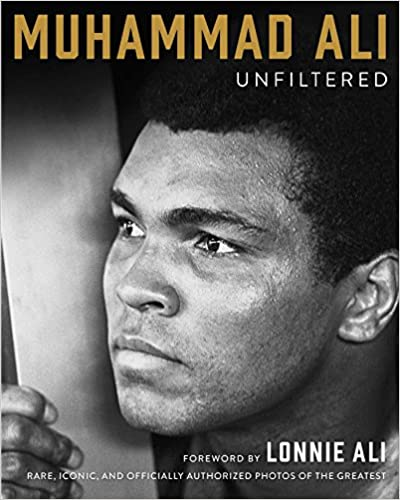 MUHAMMAD ALI
UNFILTERED
FOREWORD BY LONNIE ALI
RARE, ICONIC, AND OFFICIALLY AUTHORIZED PHOTOS OF THE GREATEST